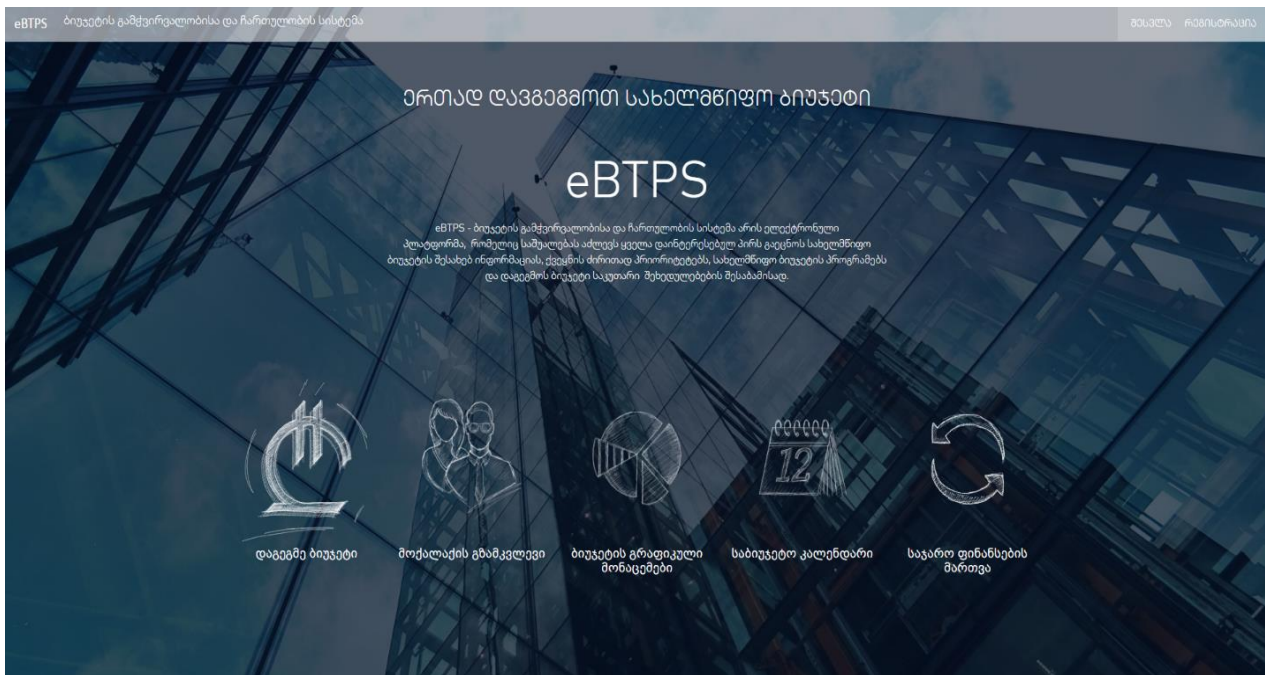 eBTPS ბიუჯეტის გამჭვირვალობისა და ჩართულობის სისტემა
შესვლა რეგისტრაცია
ერთად დავგეგმოთ სახელმწიფო ბიუჯეტი
eBTPS
eBTPS - ბიუჯეტის გამჭვირვალობისა და ჩართულობის სისტემა არის ელექტრონული
პლატფორმა, რომელიც საშუალებას აძლევს ყველა დაინტერესებულ პირს გაეცნოს სახელმწიფო
ბიუჯეტის შესახებ ინფორმაციას, ქვეყნის ძირითად პრიორიტეტებს, სახელმწიფო ბიუჯეტის პროგრამებს
და დაგეგმოს ბიუჯეტი საკუთარი შეხედულებების შესაბამისად.
12
დაგეგმე ბიუჯეტი
მოქალაქის გზამკვლევი
ბიუჯეტის გრაფიკული
მონაცემები
საბიუჯეტო კალენდარი
საჯარო ფინანსების
მართვა